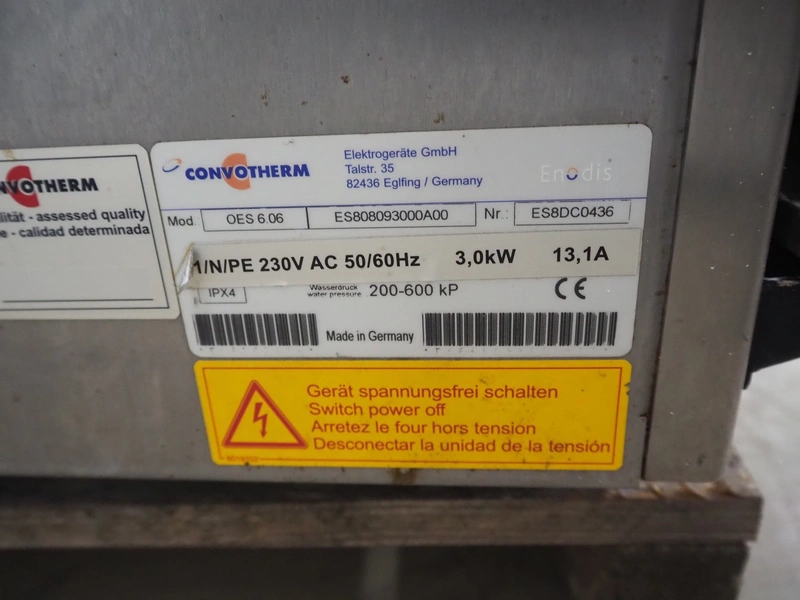 NVOTHERM
lität - assessed quality
e - calidad determinada
CONVOTHERM
Elektrogeräte GmbH
Talstr. 35
82436 Eglfing / Germany
Enodis
Mod. OES 6.06 ES808093000A00 Nr.: ES8DC0436
1/N/PE 230V AC 50/60Hz 3,0kW 13,1A
IPX4 Wasserdruck water pressure 200-600 kP CE
Made in Germany
Gerät spannungsfrei schalten
Switch power off
Arretez le four hors tension
Desconectar la unidad de la tensión